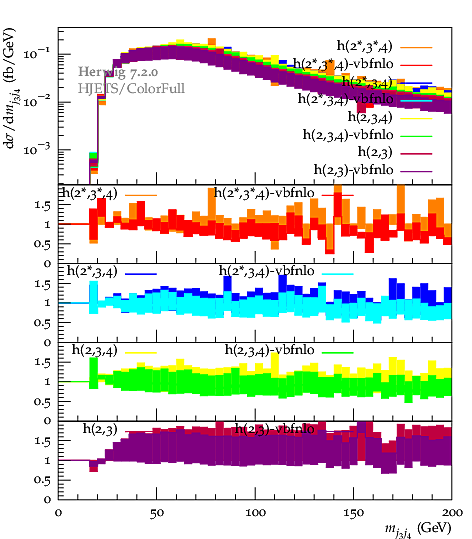 h(2*,3*,4)
h(2*,3*,4)-vbfnlo
h(2*,3,4)
h(2*,3,4)-vbfnlo
h(2,3,4)
h(2,3,4)-vbfnlo
h(2,3)
h(2,3)-vbfnlo
Herwig 7.2.0
HJETS/ColorFull
10⁻¹
10⁻²
10⁻³
dσ/dm_{j₃j₄} (fb/GeV)
h(2*,3*,4) h(2*,3*,4)-vbfnlo
1.5
1
0.5
0
h(2*,3,4) h(2*,3,4)-vbfnlo
1.5
1
0.5
0
h(2,3,4) h(2,3,4)-vbfnlo
1.5
1
0.5
0
h(2,3) h(2,3)-vbfnlo
1.5
1
0.5
0
0 50 100 150 200
m_{j₃j₄} (GeV)